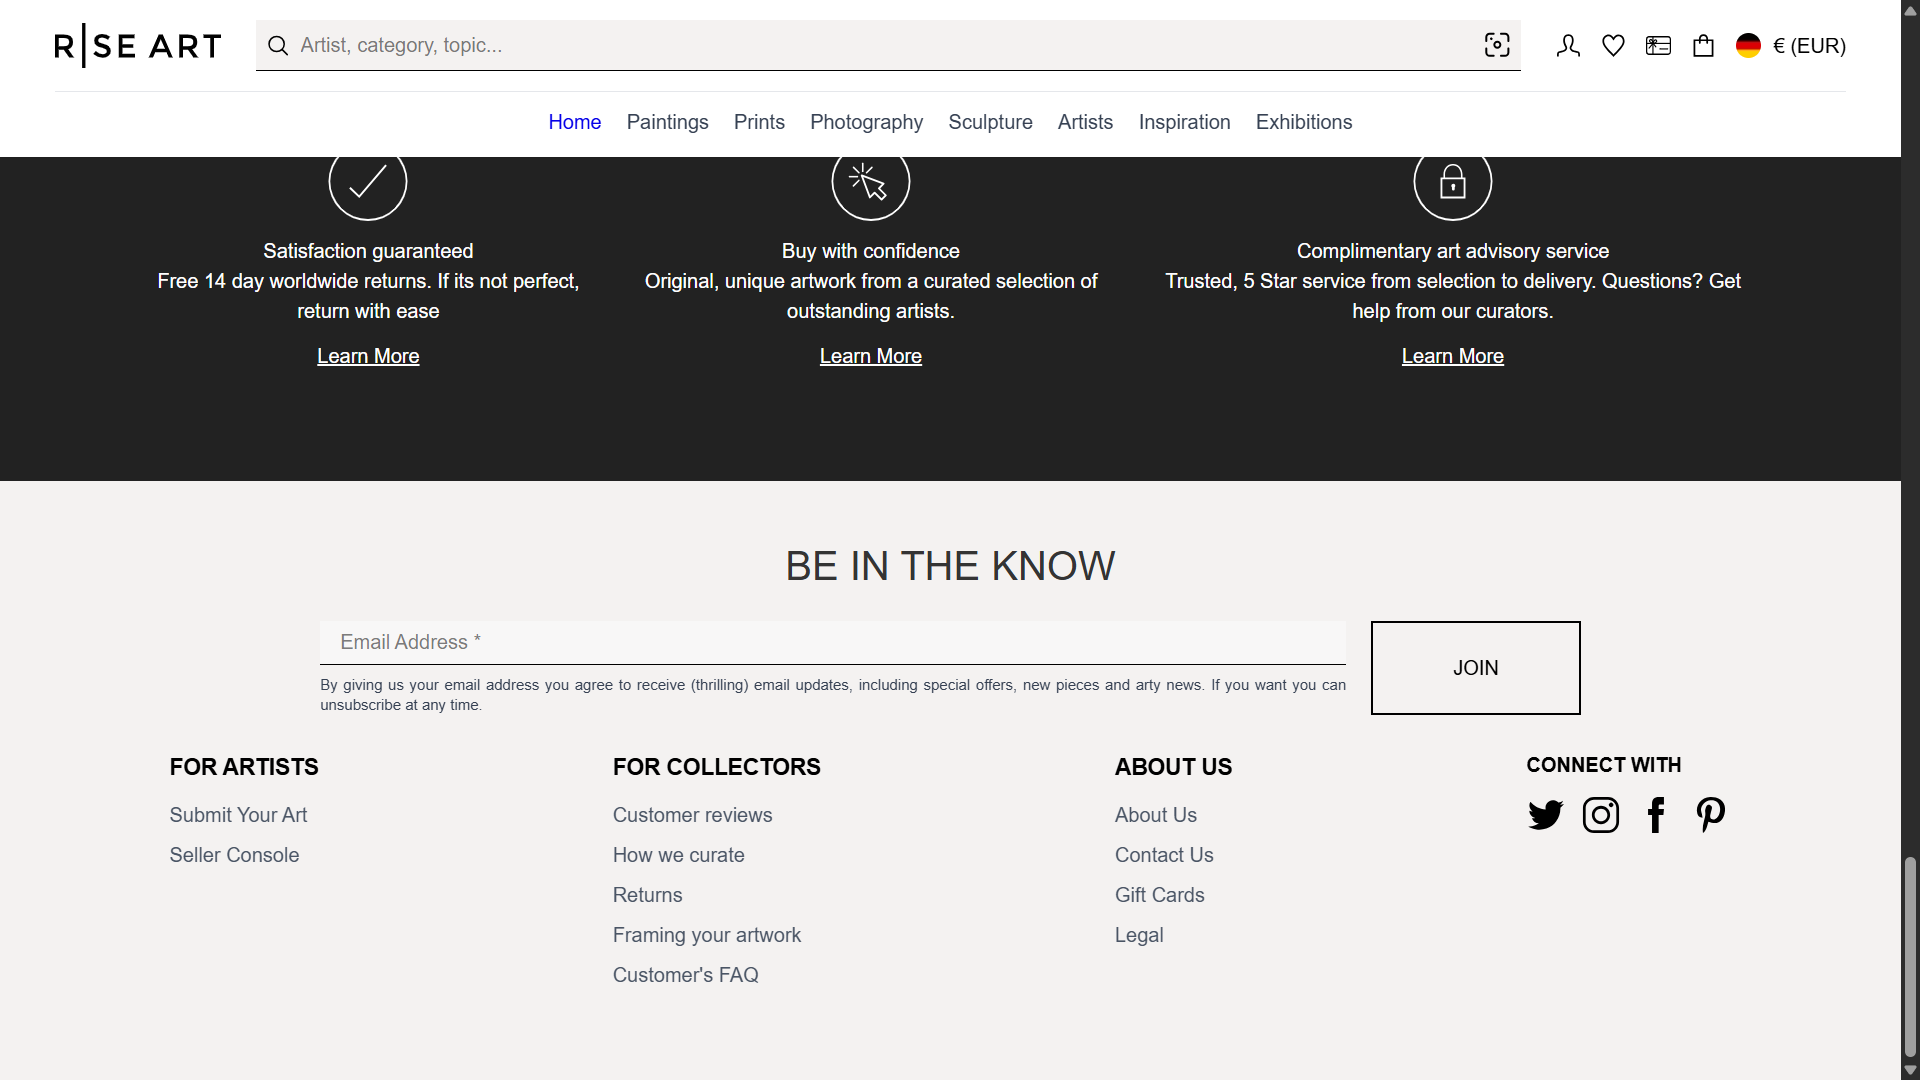 R|SE ART
Artist, category, topic...
€ (EUR)
Home Paintings Prints Photography Sculpture Artists Inspiration Exhibitions
Satisfaction guaranteed
Free 14 day worldwide returns. If its not perfect,
return with ease
Learn More
Buy with confidence
Original, unique artwork from a curated selection of
outstanding artists.
Learn More
Complimentary art advisory service
Trusted, 5 Star service from selection to delivery. Questions? Get
help from our curators.
Learn More
BE IN THE KNOW
Email Address *
By giving us your email address you agree to receive (thrilling) email updates, including special offers, new pieces and arty news. If you want you can
unsubscribe at any time.
JOIN
FOR ARTISTS
Submit Your Art
Seller Console
FOR COLLECTORS
Customer reviews
How we curate
Returns
Framing your artwork
Customer's FAQ
ABOUT US
About Us
Contact Us
Gift Cards
Legal
CONNECT WITH